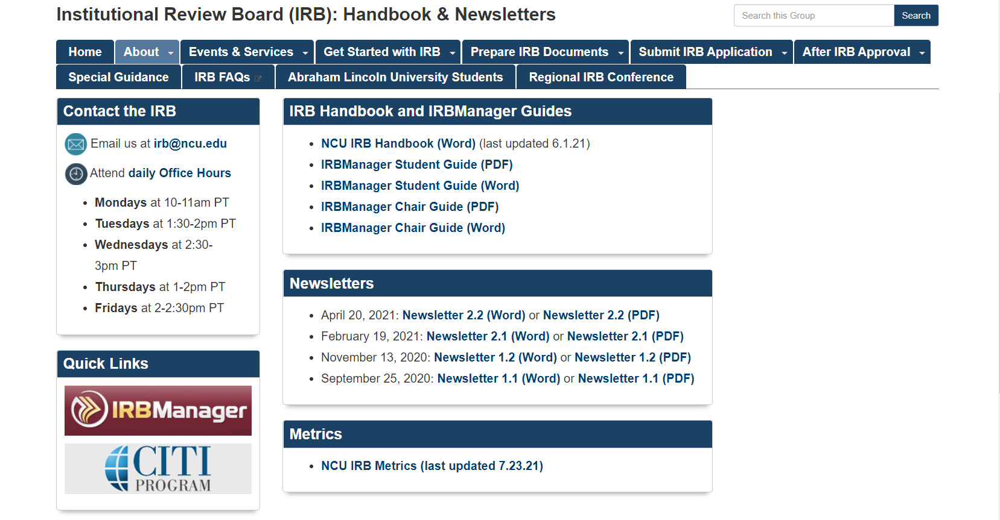 Institutional Review Board (IRB): Handbook & Newsletters
Search this Group
Search
Home
About
Events & Services
Get Started with IRB
Prepare IRB Documents
Submit IRB Application
After IRB Approval
Special Guidance
IRB FAQs
Abraham Lincoln University Students
Regional IRB Conference
Contact the IRB
Email us at irb@ncu.edu
Attend daily Office Hours
Mondays at 10-11am PT
Tuesdays at 1:30-2pm PT
Wednesdays at 2:30-
3pm PT
Thursdays at 1-2pm PT
Fridays at 2-2:30pm PT
Quick Links
IRBManager
CITI
PROGRAM
IRB Handbook and IRBManager Guides
NCU IRB Handbook (Word) (last updated 6.1.21)
IRBManager Student Guide (PDF)
IRBManager Student Guide (Word)
IRBManager Chair Guide (PDF)
IRBManager Chair Guide (Word)
Newsletters
April 20, 2021: Newsletter 2.2 (Word) or Newsletter 2.2 (PDF)
February 19, 2021: Newsletter 2.1 (Word) or Newsletter 2.1 (PDF)
November 13, 2020: Newsletter 1.2 (Word) or Newsletter 1.2 (PDF)
September 25, 2020: Newsletter 1.1 (Word) or Newsletter 1.1 (PDF)
Metrics
NCU IRB Metrics (last updated 7.23.21)